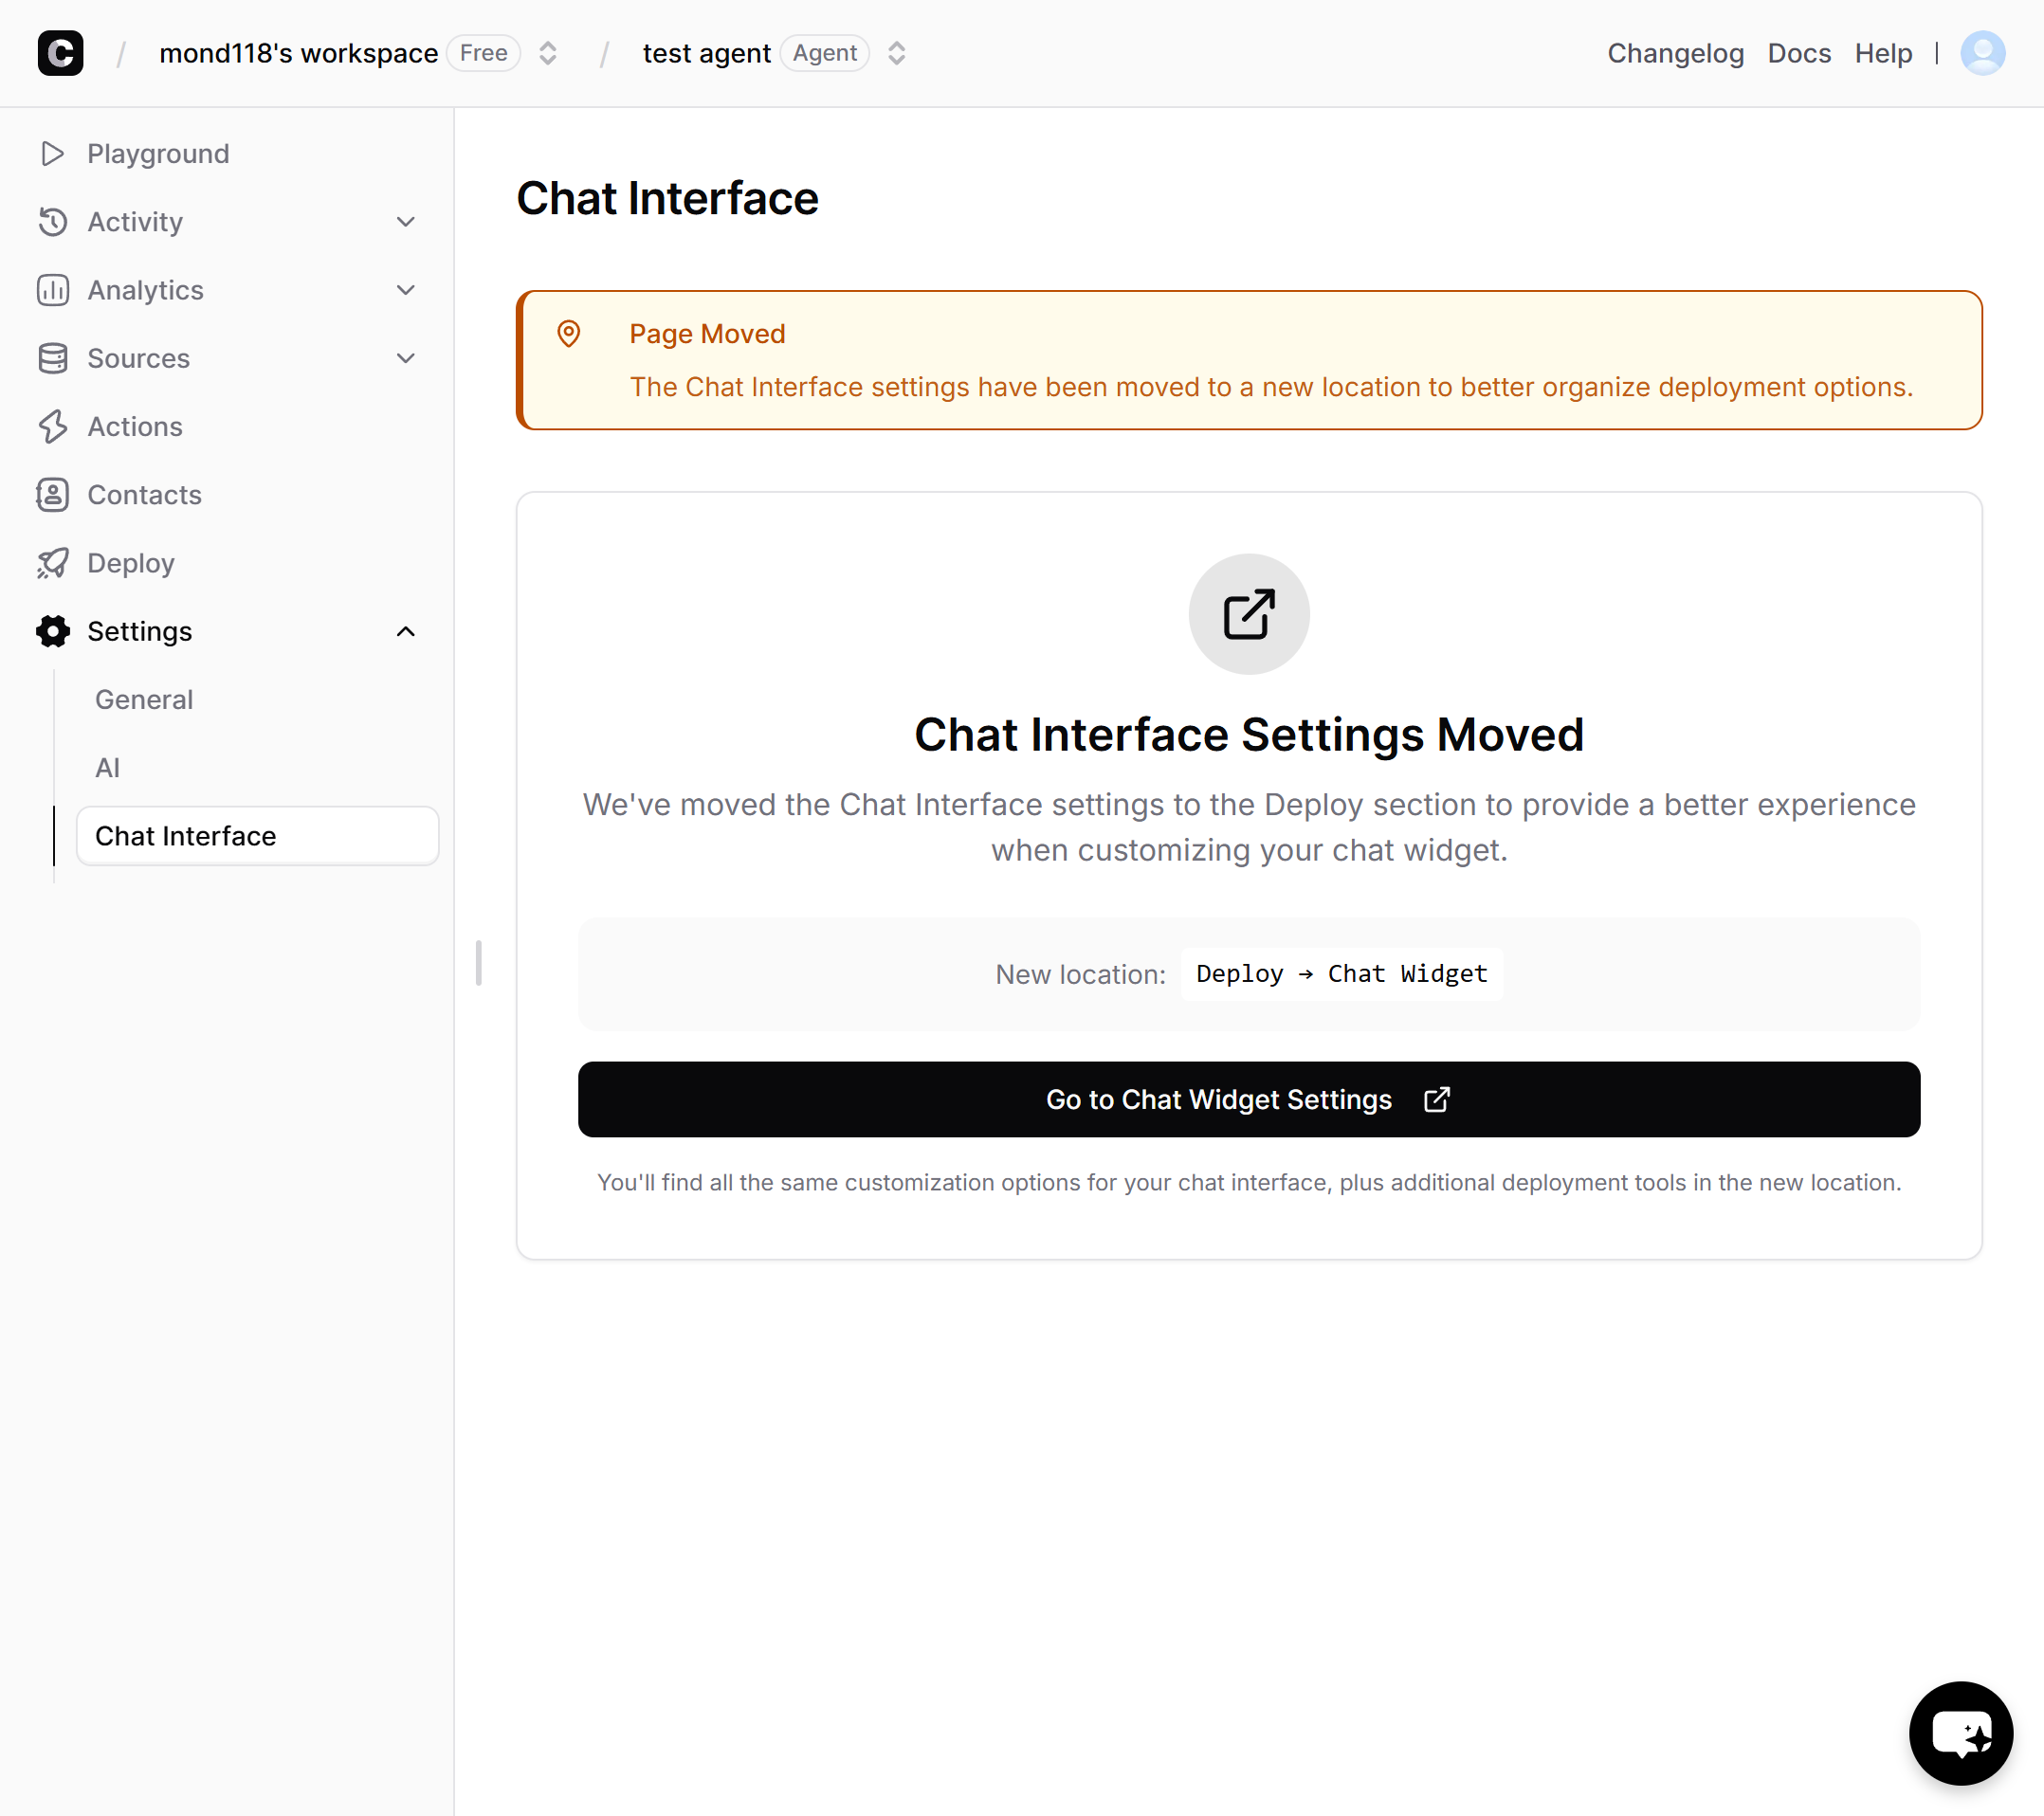 mond118's workspace Free
test agent Agent
Changelog Docs Help
Playground
Activity
Analytics
Sources
Actions
Contacts
Deploy
Settings
General
AI
Chat Interface
Chat Interface
Page Moved
The Chat Interface settings have been moved to a new location to better organize deployment options.
Chat Interface Settings Moved
We've moved the Chat Interface settings to the Deploy section to provide a better experience
when customizing your chat widget.
New location: Deploy → Chat Widget
Go to Chat Widget Settings
You'll find all the same customization options for your chat interface, plus additional deployment tools in the new location.